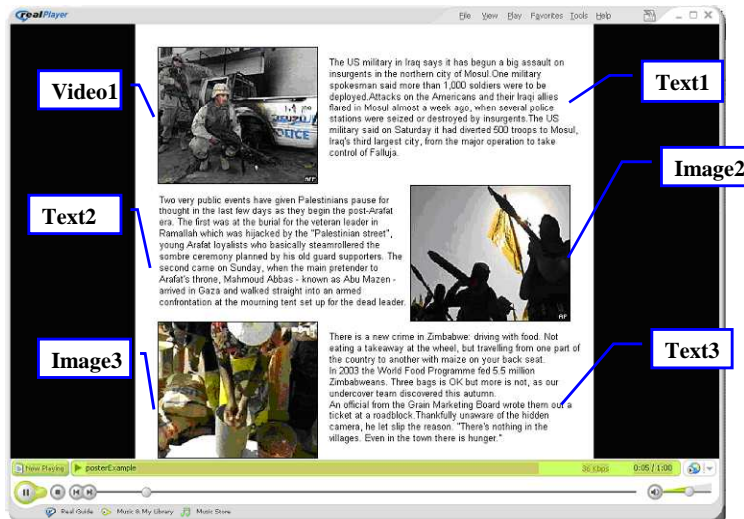 realPlayer
File View Play Favorites Tools Help
Video1
The US military in Iraq says it has begun a big assault on
insurgents in the northern city of Mosul.One military
spokesman said more than 1,000 soldiers were to be
deployed.Attacks on the Americans and their Iraqi allies
flared in Mosul almost a week ago, when several police
stations were seized or destroyed by insurgents.The US
military said on Saturday it had diverted 500 troops to Mosul,
Iraq's third largest city, from the major operation to take
control of Falluja.
Text1
POLICE
AFP
Text2
Two very public events have given Palestinians pause for
thought in the last few days as they begin the post-Arafat
era. The first was at the burial for the veteran leader in
Ramallah which was hijacked by the "Palestinian street",
young Arafat loyalists who basically steamrollered the
sombre ceremony planned by his old guard supporters. The
second came on Sunday, when the main pretender to
Arafat's throne, Mahmoud Abbas - known as Abu Mazen -
arrived in Gaza and walked straight into an armed
confrontation at the mourning tent set up for the dead leader.
Image2
AP
Image3
There is a new crime in Zimbabwe: driving with food. Not
eating a takeaway at the wheel, but travelling from one part of
the country to another with maize on your back seat.
In 2003 the World Food Programme fed 5.5 million
Zimbabweans. Three bags is OK but more is not, as our
undercover team discovered this autumn.
An official from the Grain Marketing Board wrote them out a
ticket at a roadblock.Thankfully unaware of the hidden
camera, he let slip the reason. "There's nothing in the
villages. Even in the town there is hunger."
Text3
Now Playing posterExample 36 Kbps 0:05 / 1:00
Real Guide Music & My Library Music Store